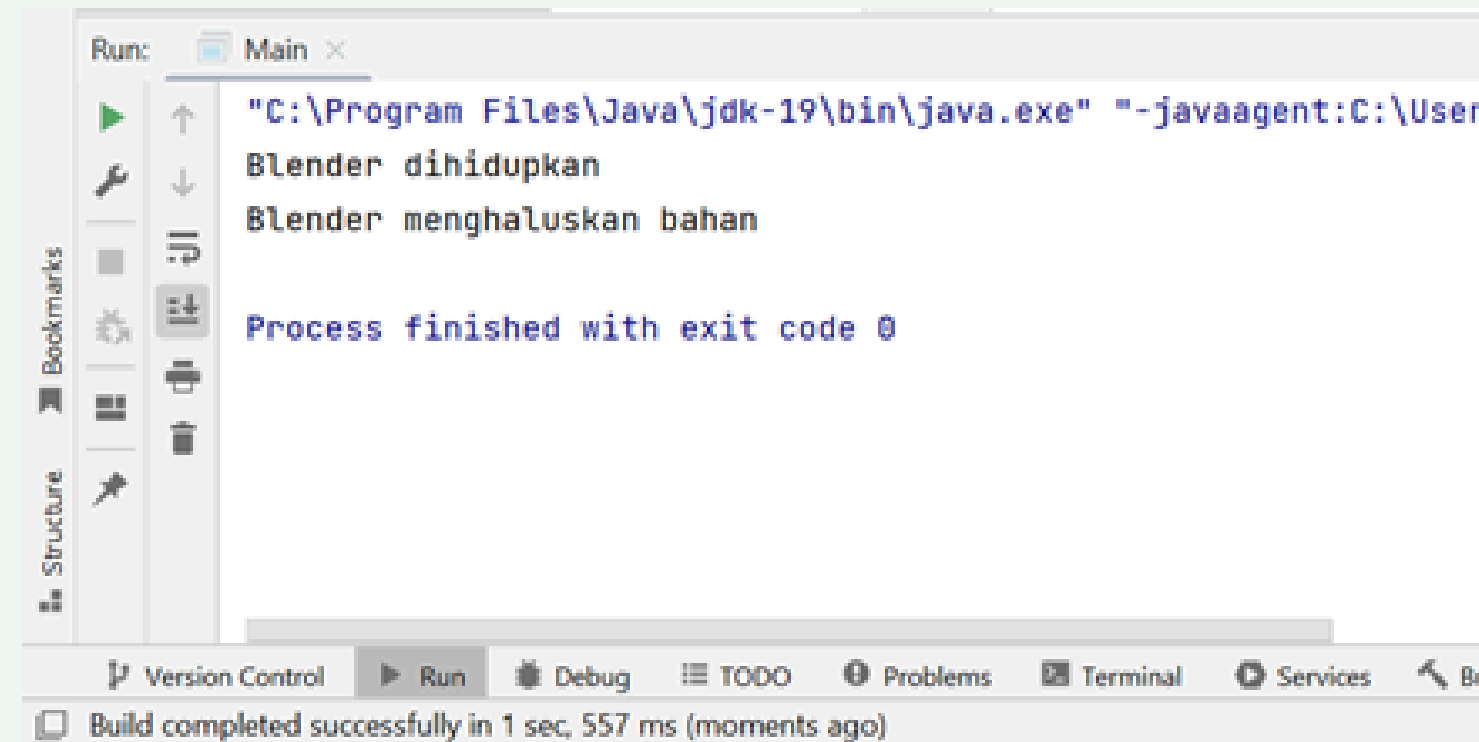 Run: Main
"C:\Program Files\Java\jdk-19\bin\java.exe" "-javaagent:C:\User
Blender dihidupkan
Blender menghaluskan bahan
Process finished with exit code 0
Bookmarks
Structure
Version Control Run Debug TODO Problems Terminal Services
Build completed successfully in 1 sec, 557 ms (moments ago)